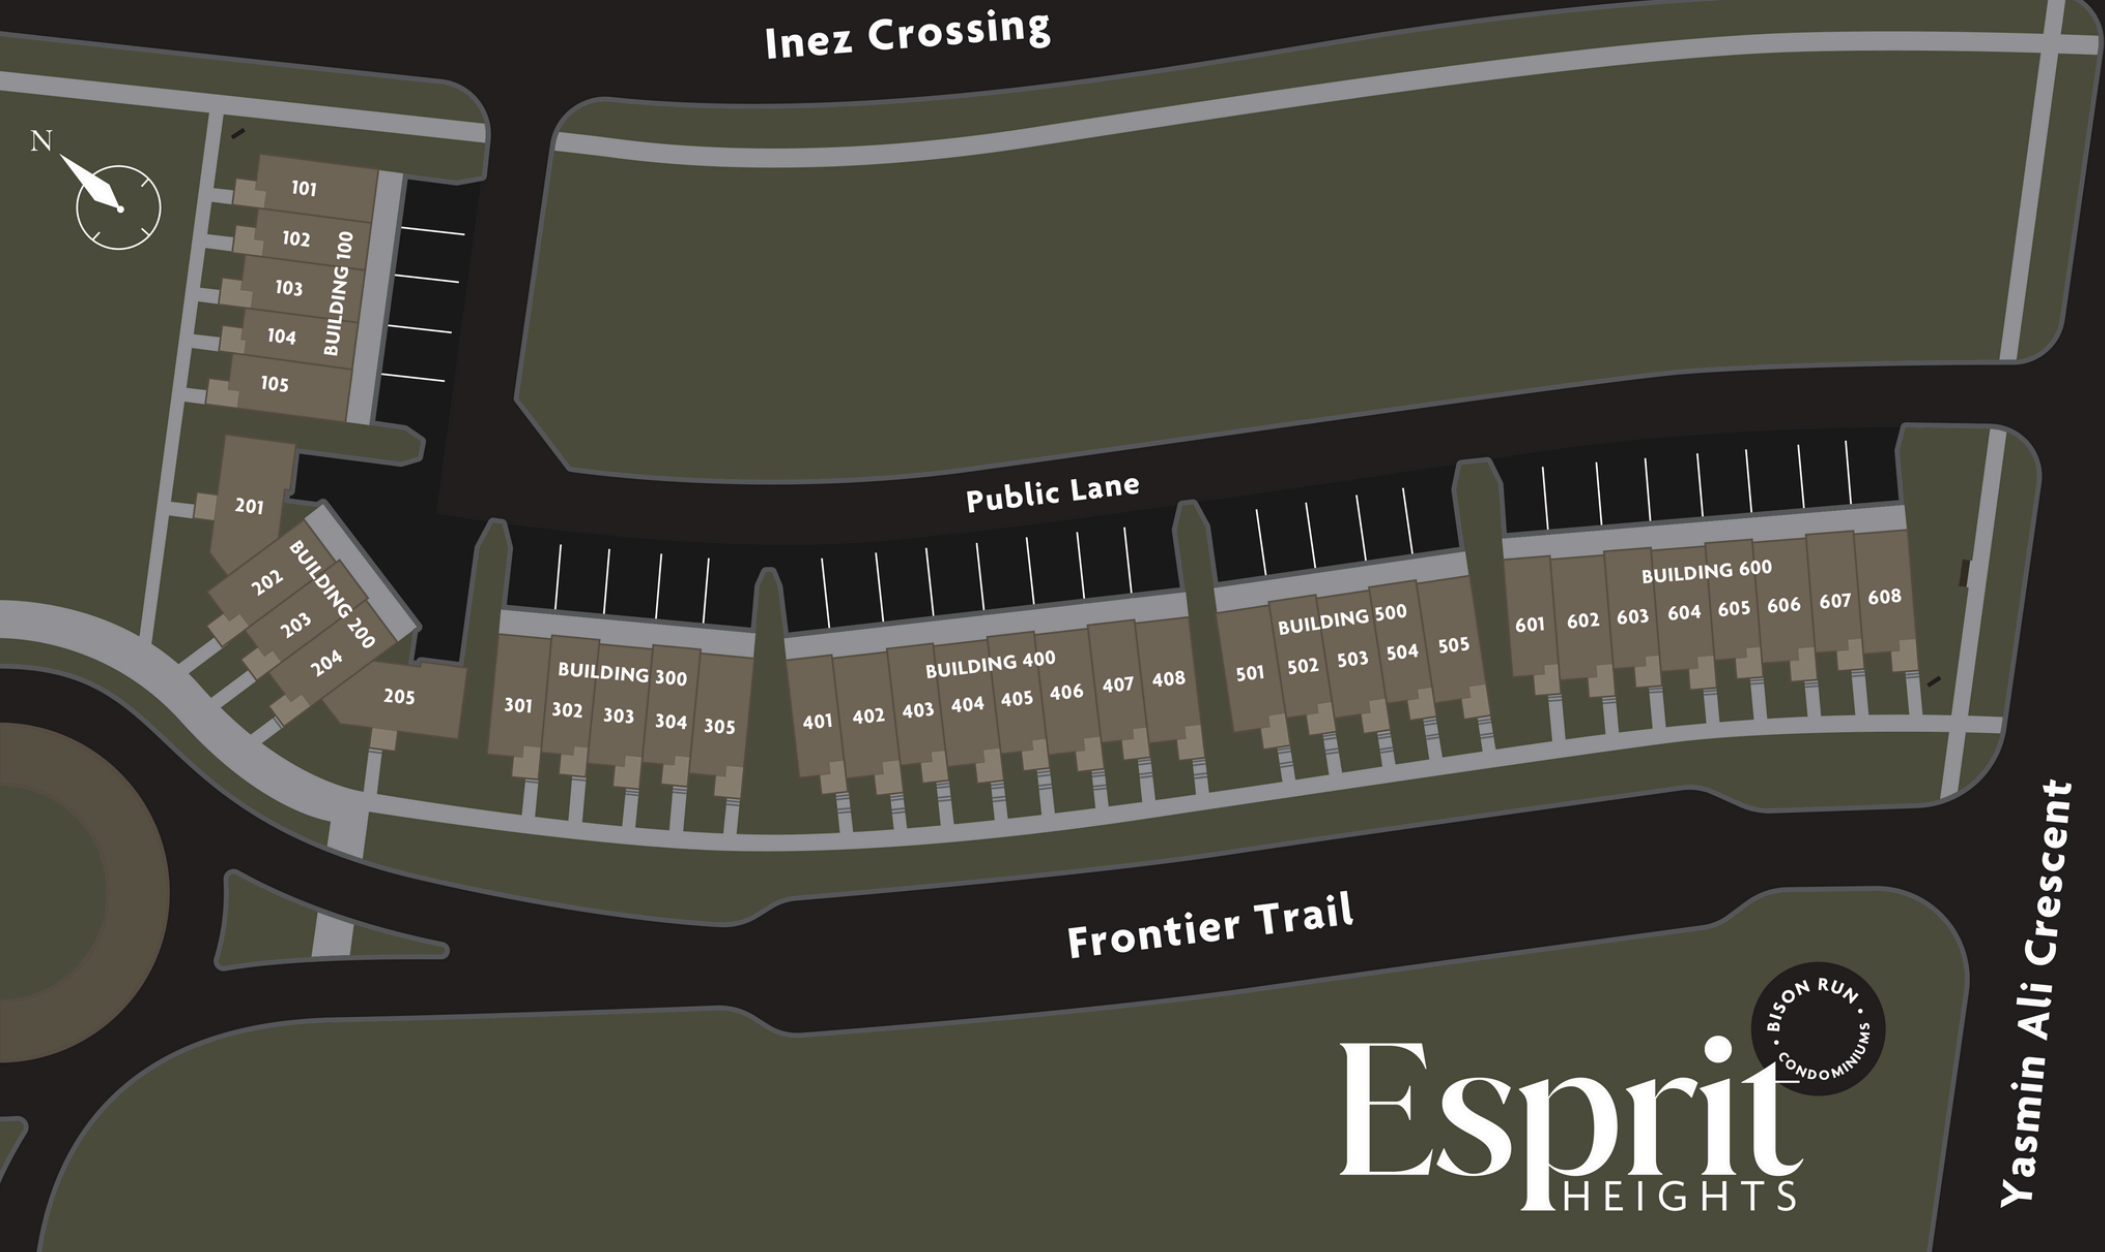 Inez Crossing
N
101
102
103
104
105
BUILDING 100
201
202
203
204
205
BUILDING 200
Public Lane
BUILDING 300
301
302
303
304
305
BUILDING 400
401
402
403
404
405
406
407
408
BUILDING 500
501
502
503
504
505
BUILDING 600
601
602
603
604
605
606
607
608
Frontier Trail
Yasmin Ali Crescent
• BISON RUN •
CONDOMINIUMS
Esprit
HEIGHTS